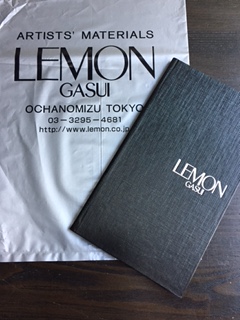 ARTISTS' MATERIALS
LEMON
GASUI
OCHANOMIZU TOKYO
03-3295-4681
http://www.lemon.co.jp
LEMON
GASUI